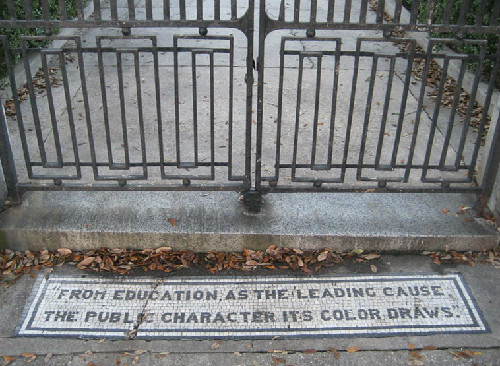 "FROM EDUCATION AS THE LEADING CAUSE
THE PUBLIC CHARACTER ITS COLOR DRAWS".